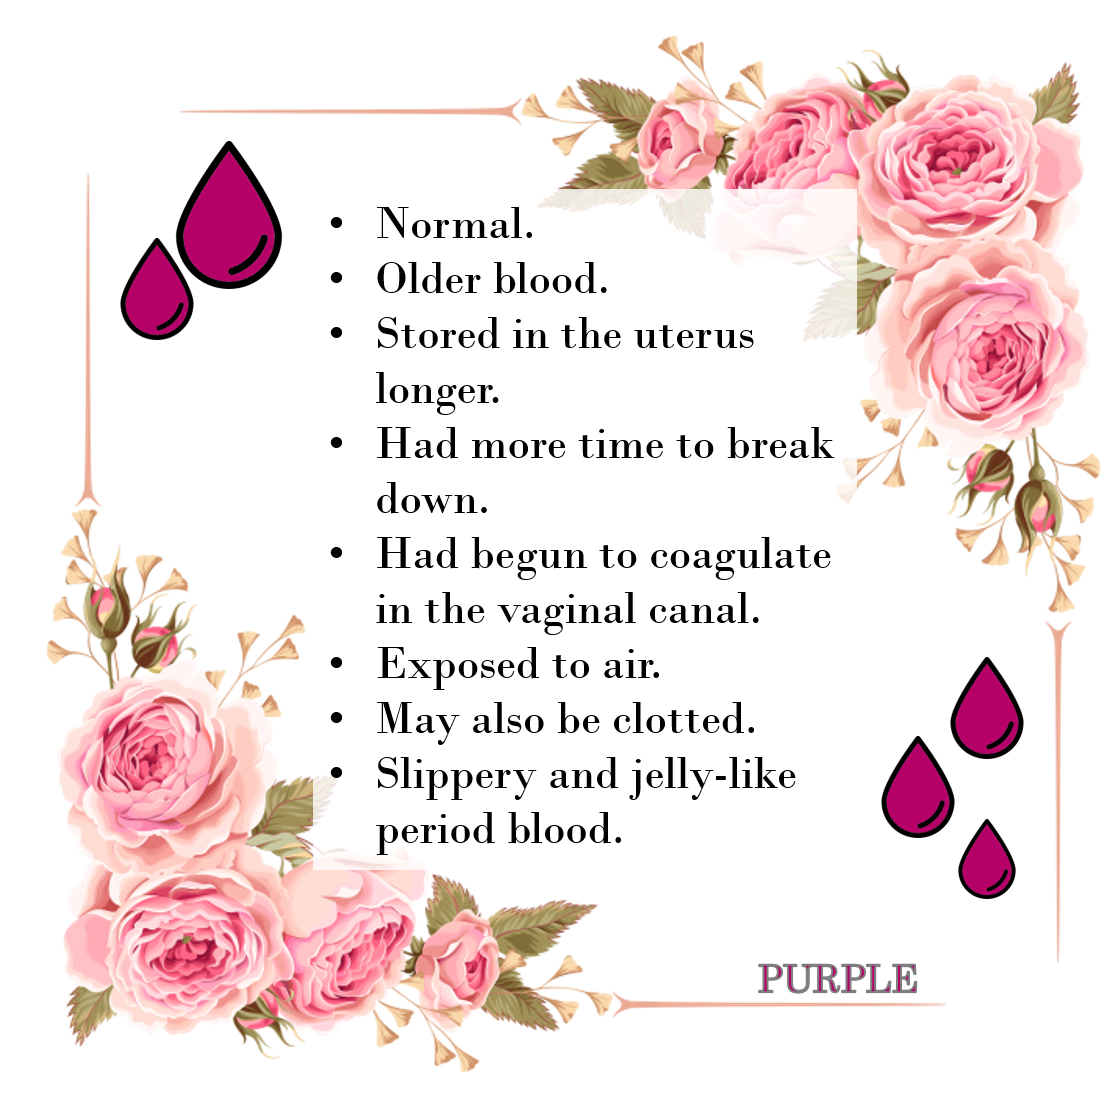 • Normal.
• Older blood.
• Stored in the uterus
longer.
• Had more time to break
down.
• Had begun to coagulate
in the vaginal canal.
• Exposed to air.
• May also be clotted.
• Slippery and jelly-like
period blood.
PURPLE